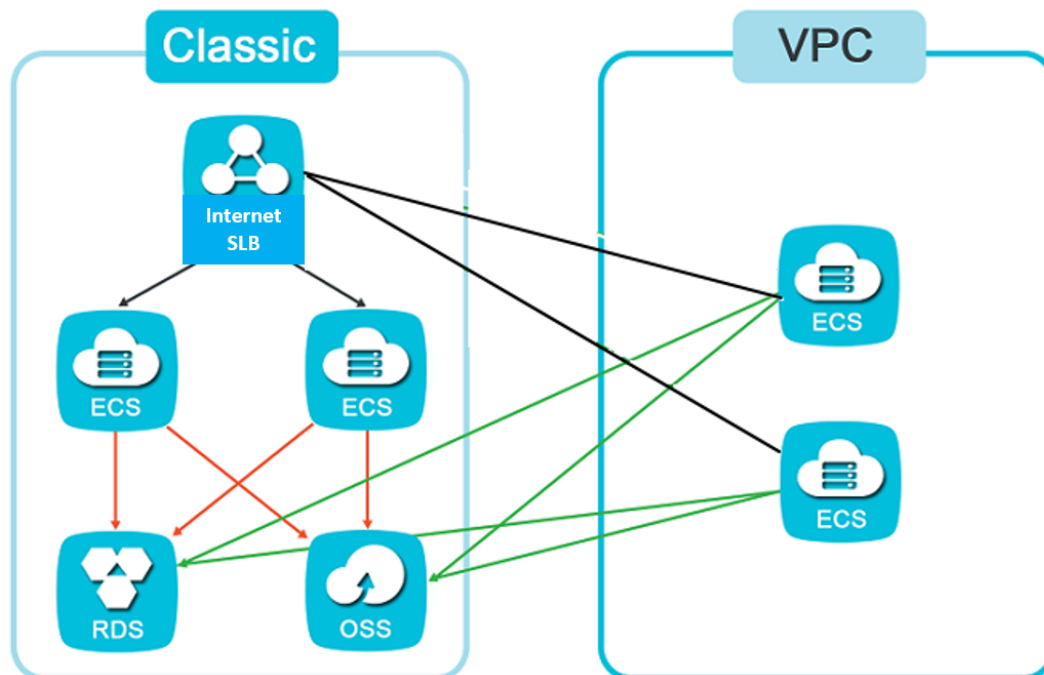 Classic
VPC
Internet
SLB
ECS
ECS
ECS
ECS
RDS
OSS